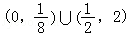 (0, 1/8)∪(1/2, 2)